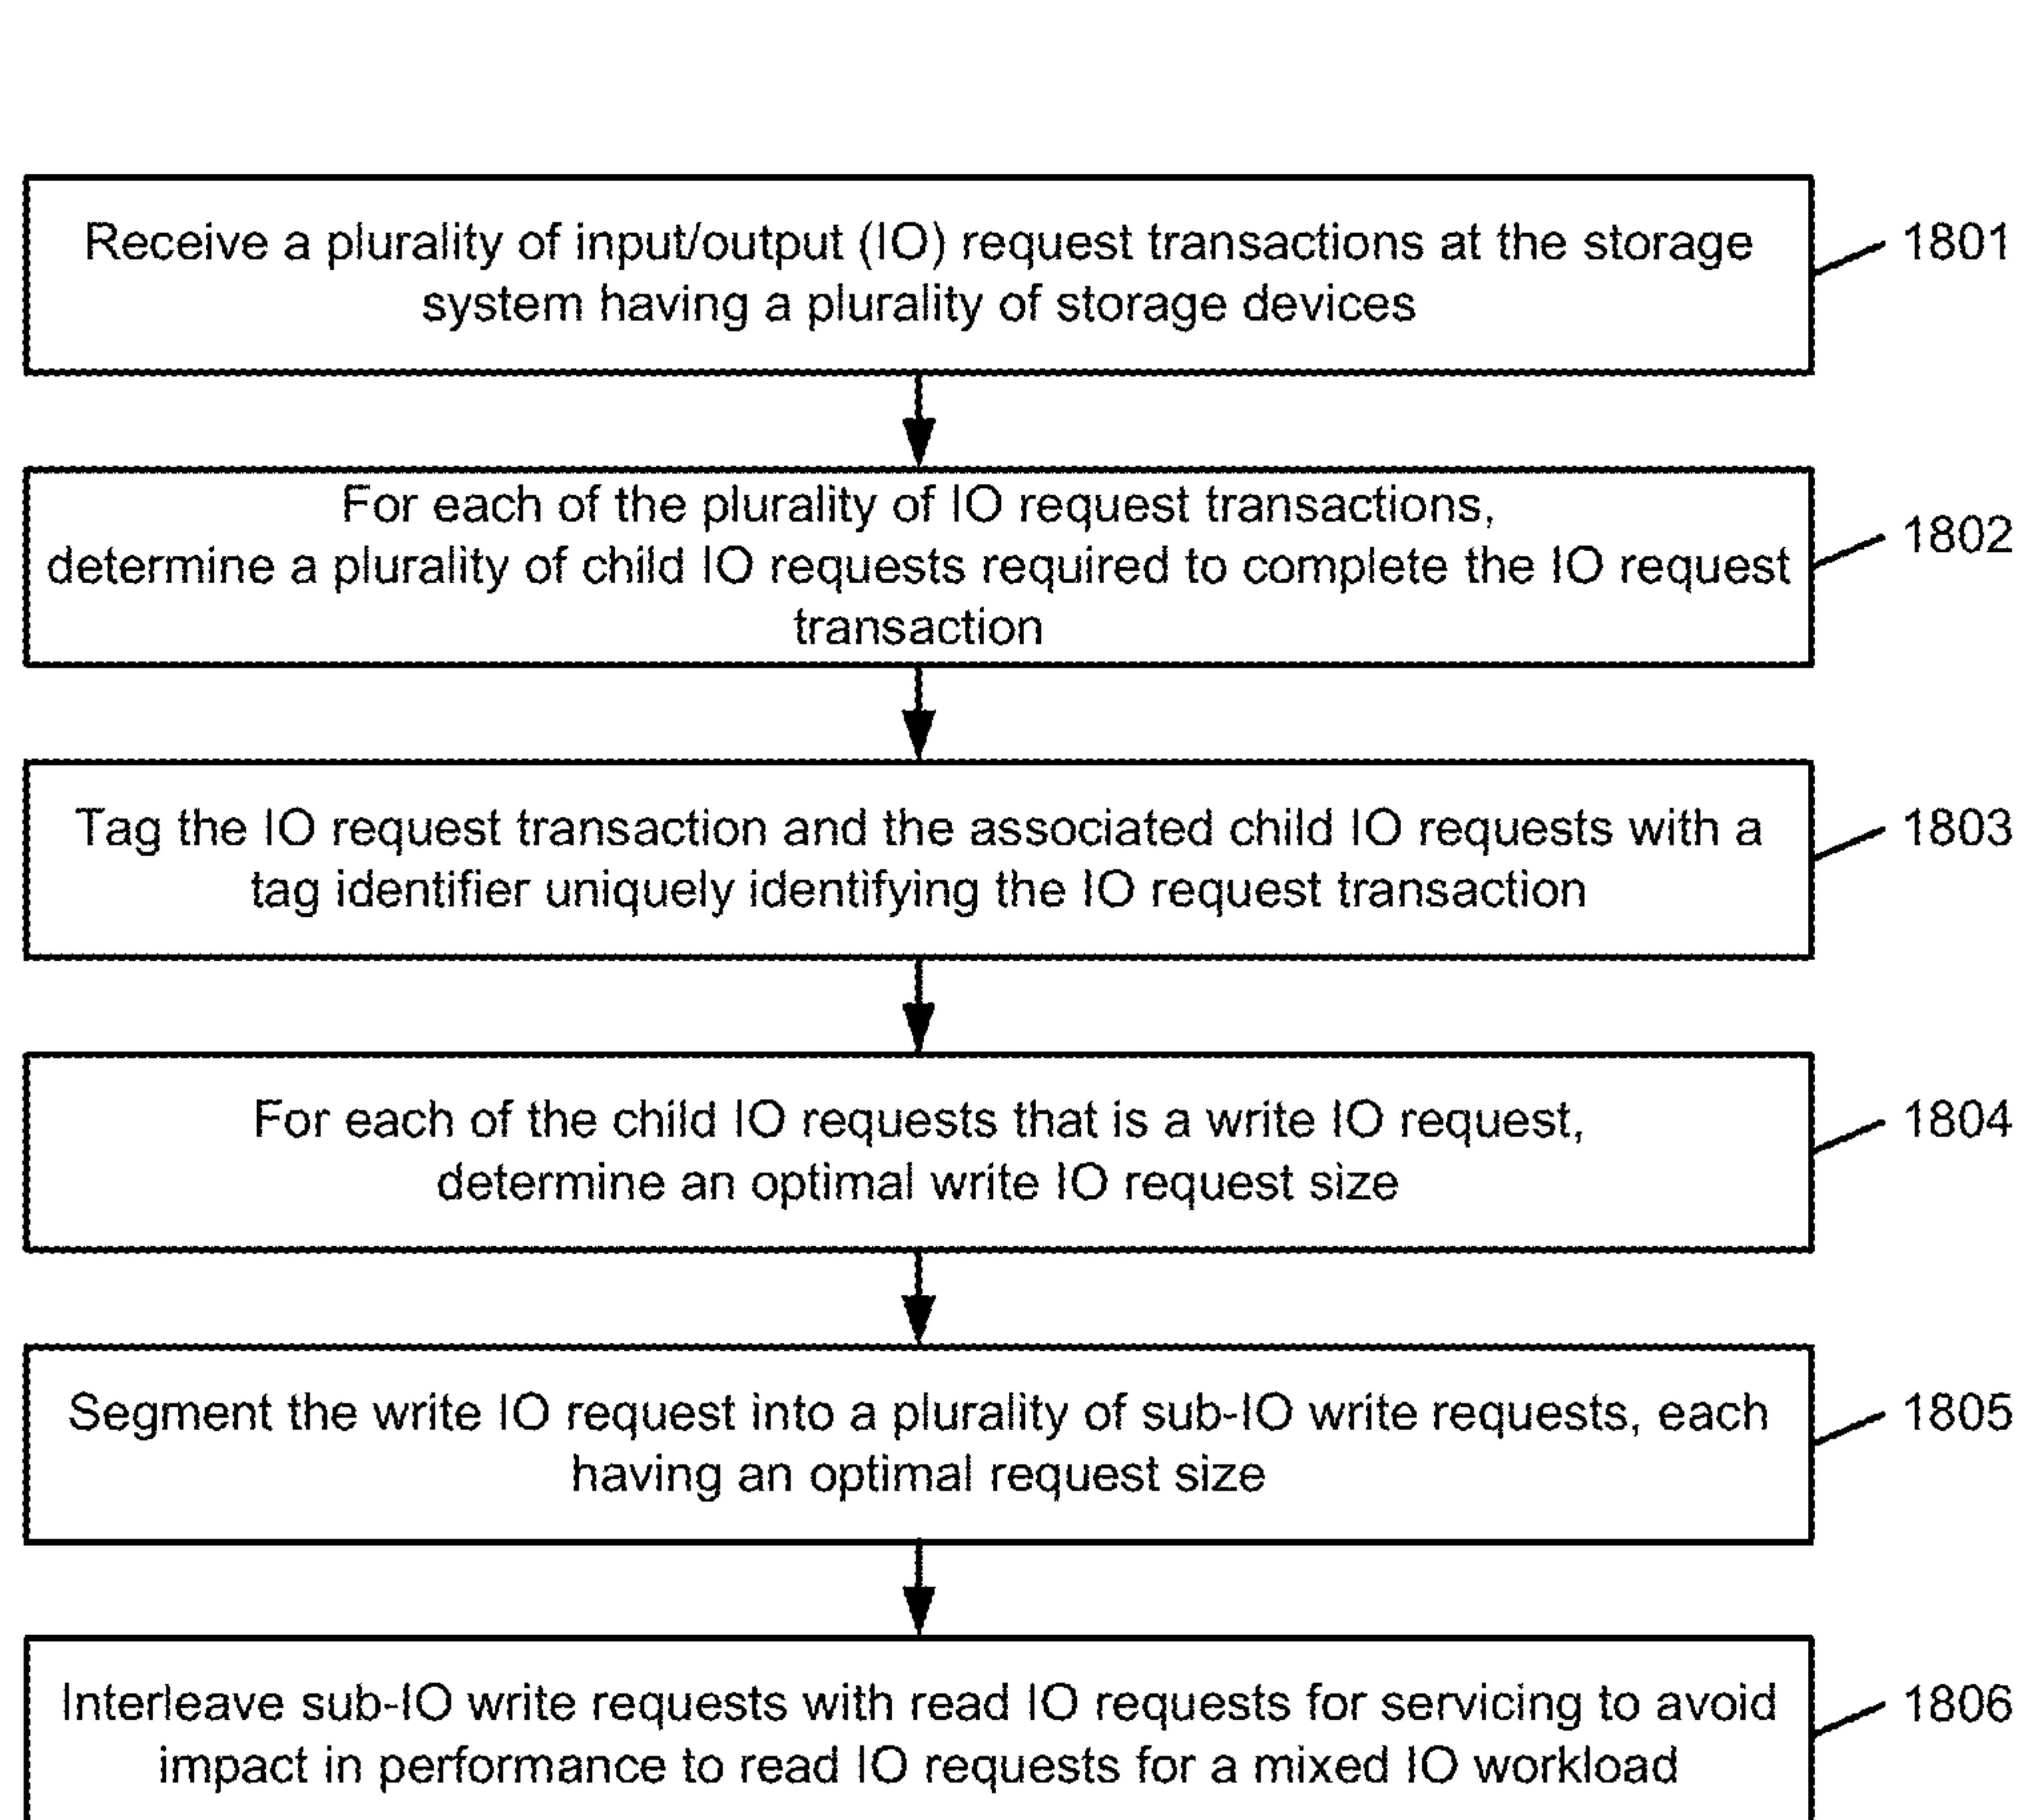 Receive a plurality of input/output (IO) request transactions at the storage
system having a plurality of storage devices
1801
For each of the plurality of IO request transactions,
determine a plurality of child IO requests required to complete the IO request
transaction
1802
Tag the IO request transaction and the associated child IO requests with a
tag identifier uniquely identifying the IO request transaction
1803
For each of the child IO requests that is a write IO request,
determine an optimal write IO request size
1804
Segment the write IO request into a plurality of sub-IO write requests, each
having an optimal request size
1805
Interleave sub-IO write requests with read IO requests for servicing to avoid
impact in performance to read IO requests for a mixed IO workload
1806